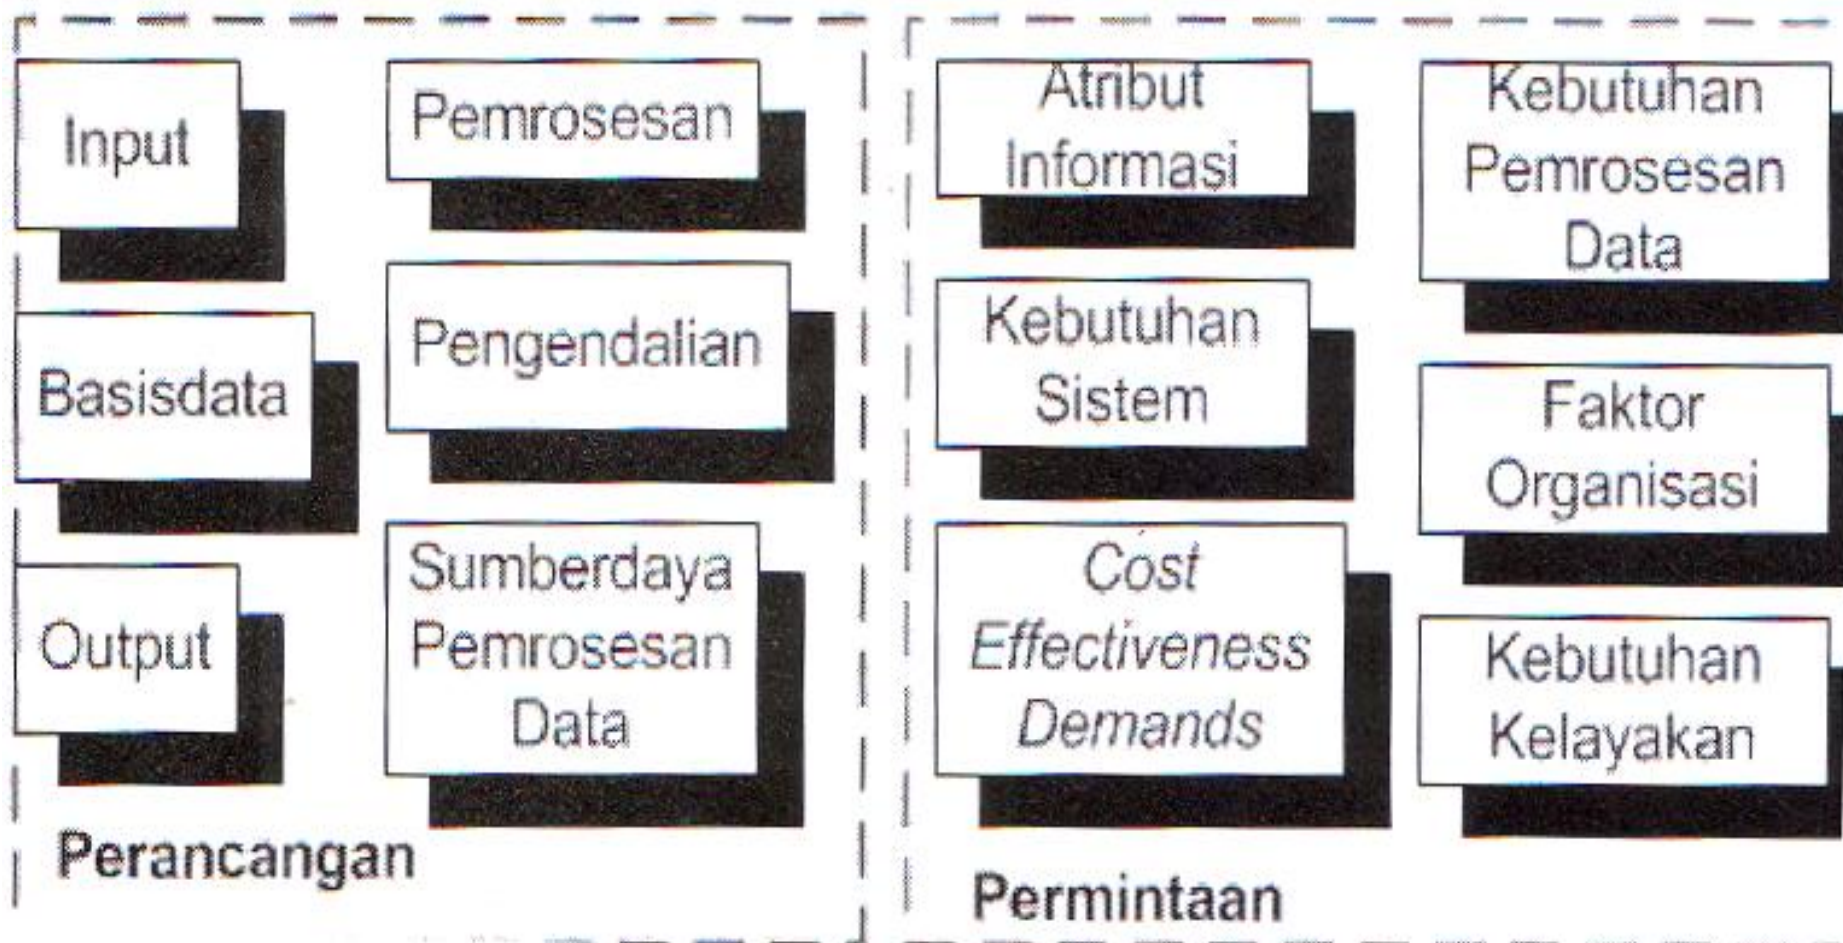 Input
Basisdata
Output
Pemrosesan
Pengendalian
Sumberdaya
Pemrosesan
Data
Perancangan
Atribut
Informasi
Kebutuhan
Sistem
Cost
Effectiveness
Demands
Kebutuhan
Pemrosesan
Data
Faktor
Organisasi
Kebutuhan
Kelayakan
Permintaan